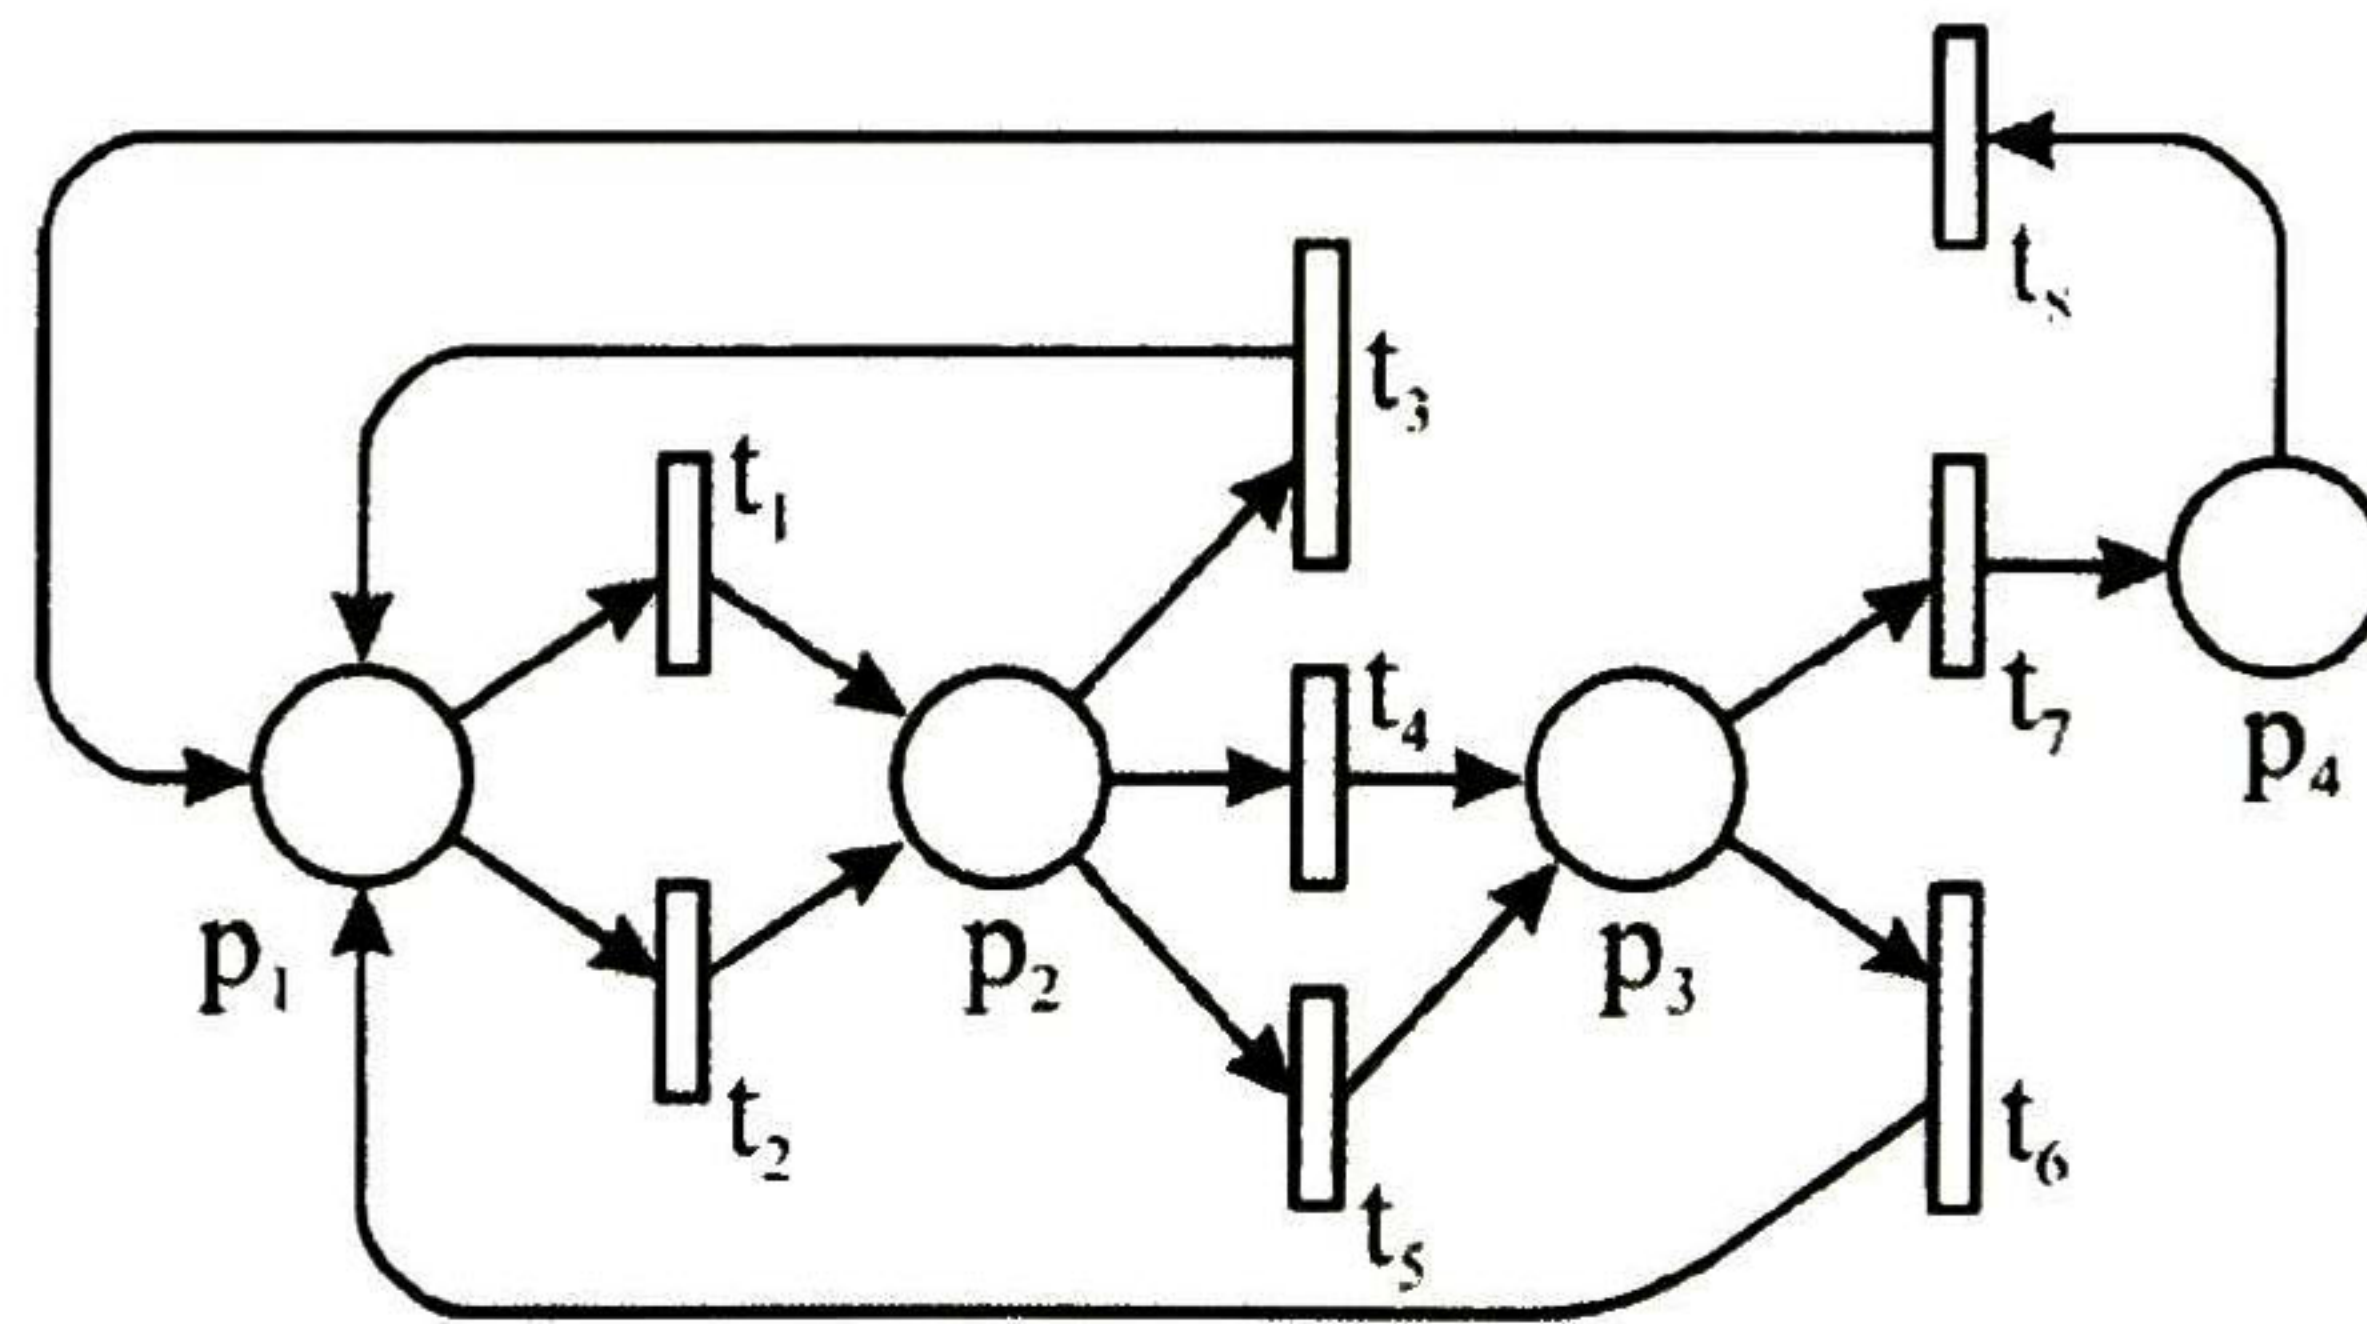 t₈
t₃
t₁
t₄
t₇
p₄
p₁
p₂
p₃
t₂
t₆
t₅